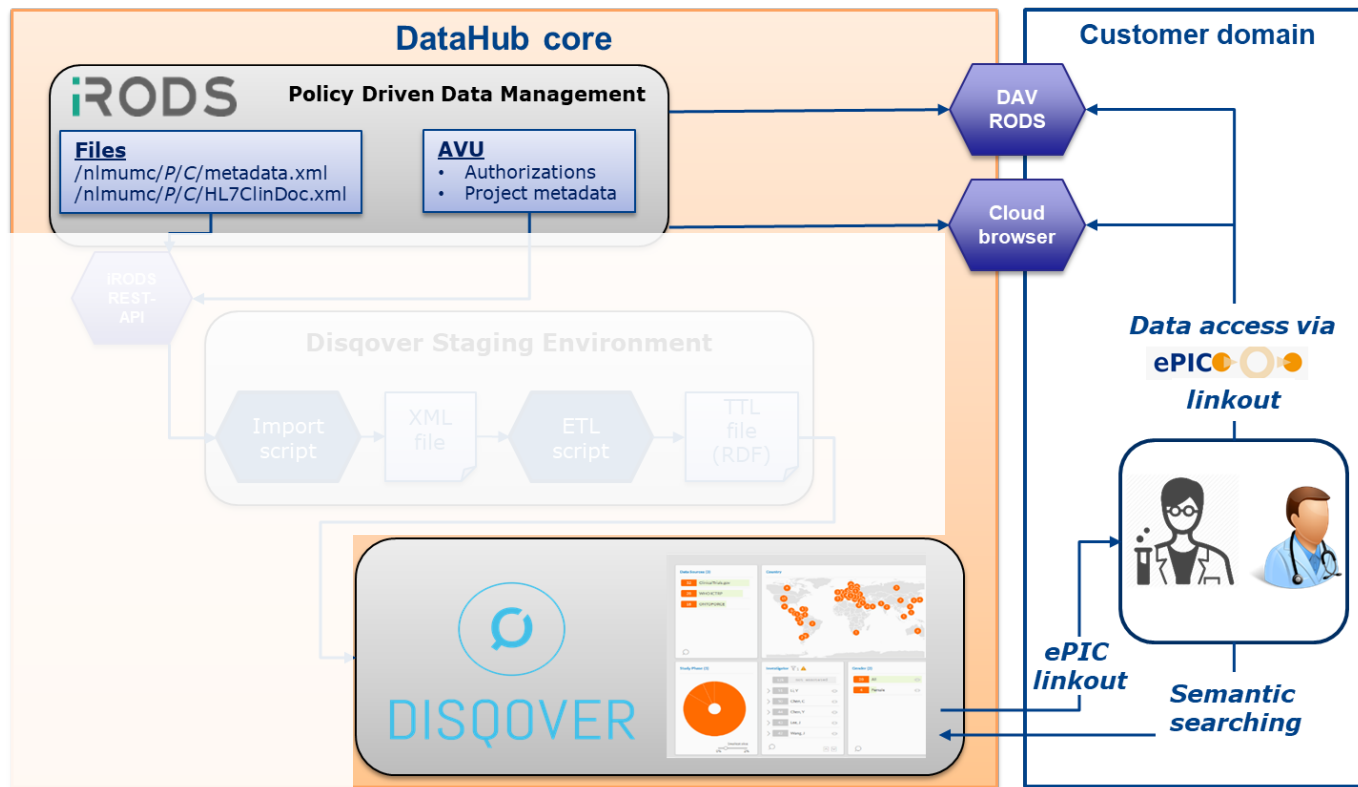 DataHub core
Customer domain
iRODS
Policy Driven Data Management
Files
/nlmumc/P/C/metadata.xml
/nlmumc/P/C/HL7ClinDoc.xml
AVU
• Authorizations
• Project metadata
DAV
RODS
Cloud
browser
iRODS
REST-
API
Disqover Staging Environment
Import
script
XML
file
ETL
script
TTL
file
(RDF)
Data access via
ePIC
linkout
DISQOVER
ePIC
linkout
Semantic
searching